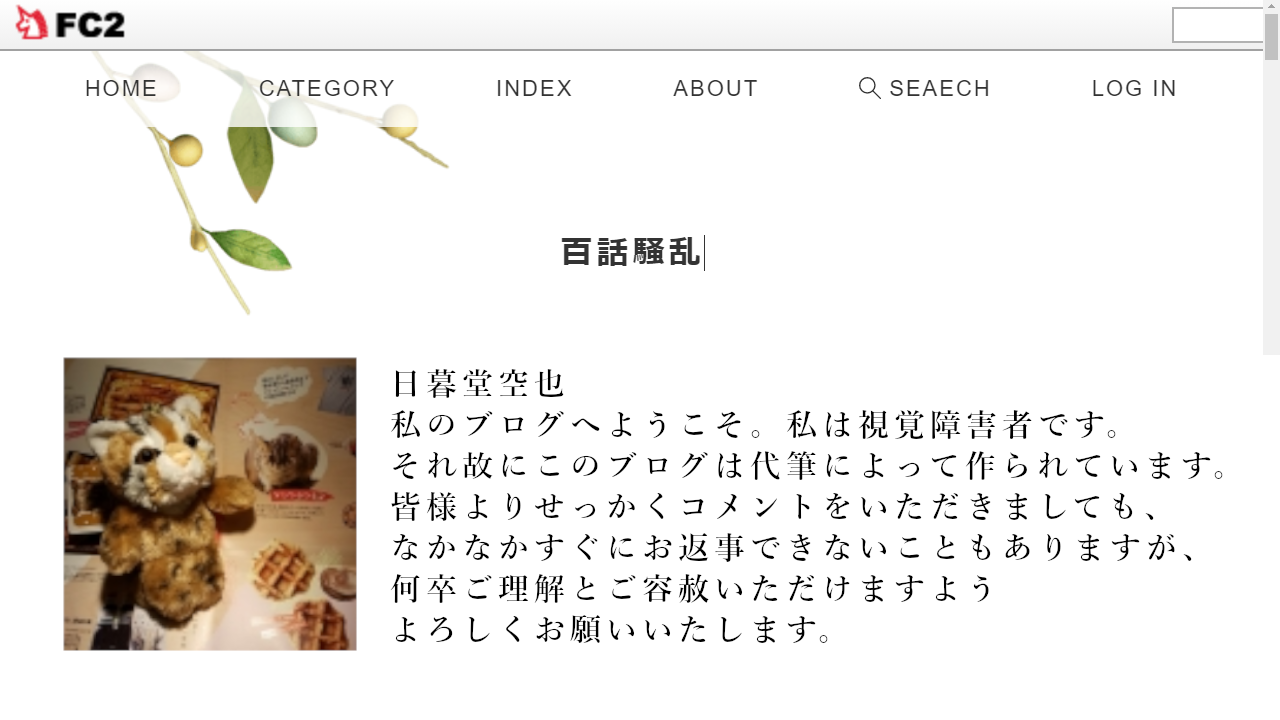 FC2
HOME CATEGORY INDEX ABOUT SEAECH LOG IN
百話騒乱
日暮堂空也
私のブログへようこそ。私は視覚障害者です。
それ故にこのブログは代筆によって作られています。
皆様よりせっかくコメントをいただきましても、
なかなかすぐにお返事できないこともありますが、
何卒ご理解とご容赦いただけますよう
よろしくお願いいたします。